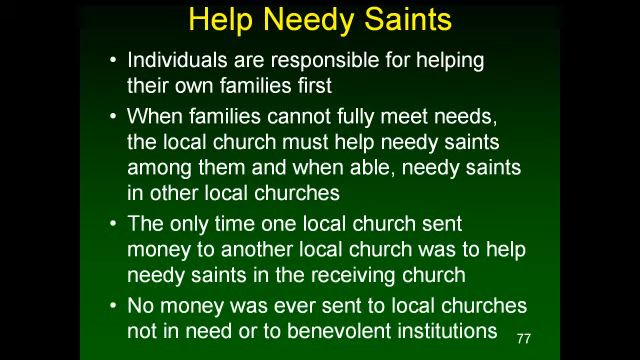 Help Needy Saints
• Individuals are responsible for helping
their own families first
• When families cannot fully meet needs,
the local church must help needy saints
among them and when able, needy saints
in other local churches
• The only time one local church sent
money to another local church was to help
needy saints in the receiving church
• No money was ever sent to local churches
not in need or to benevolent institutions
77